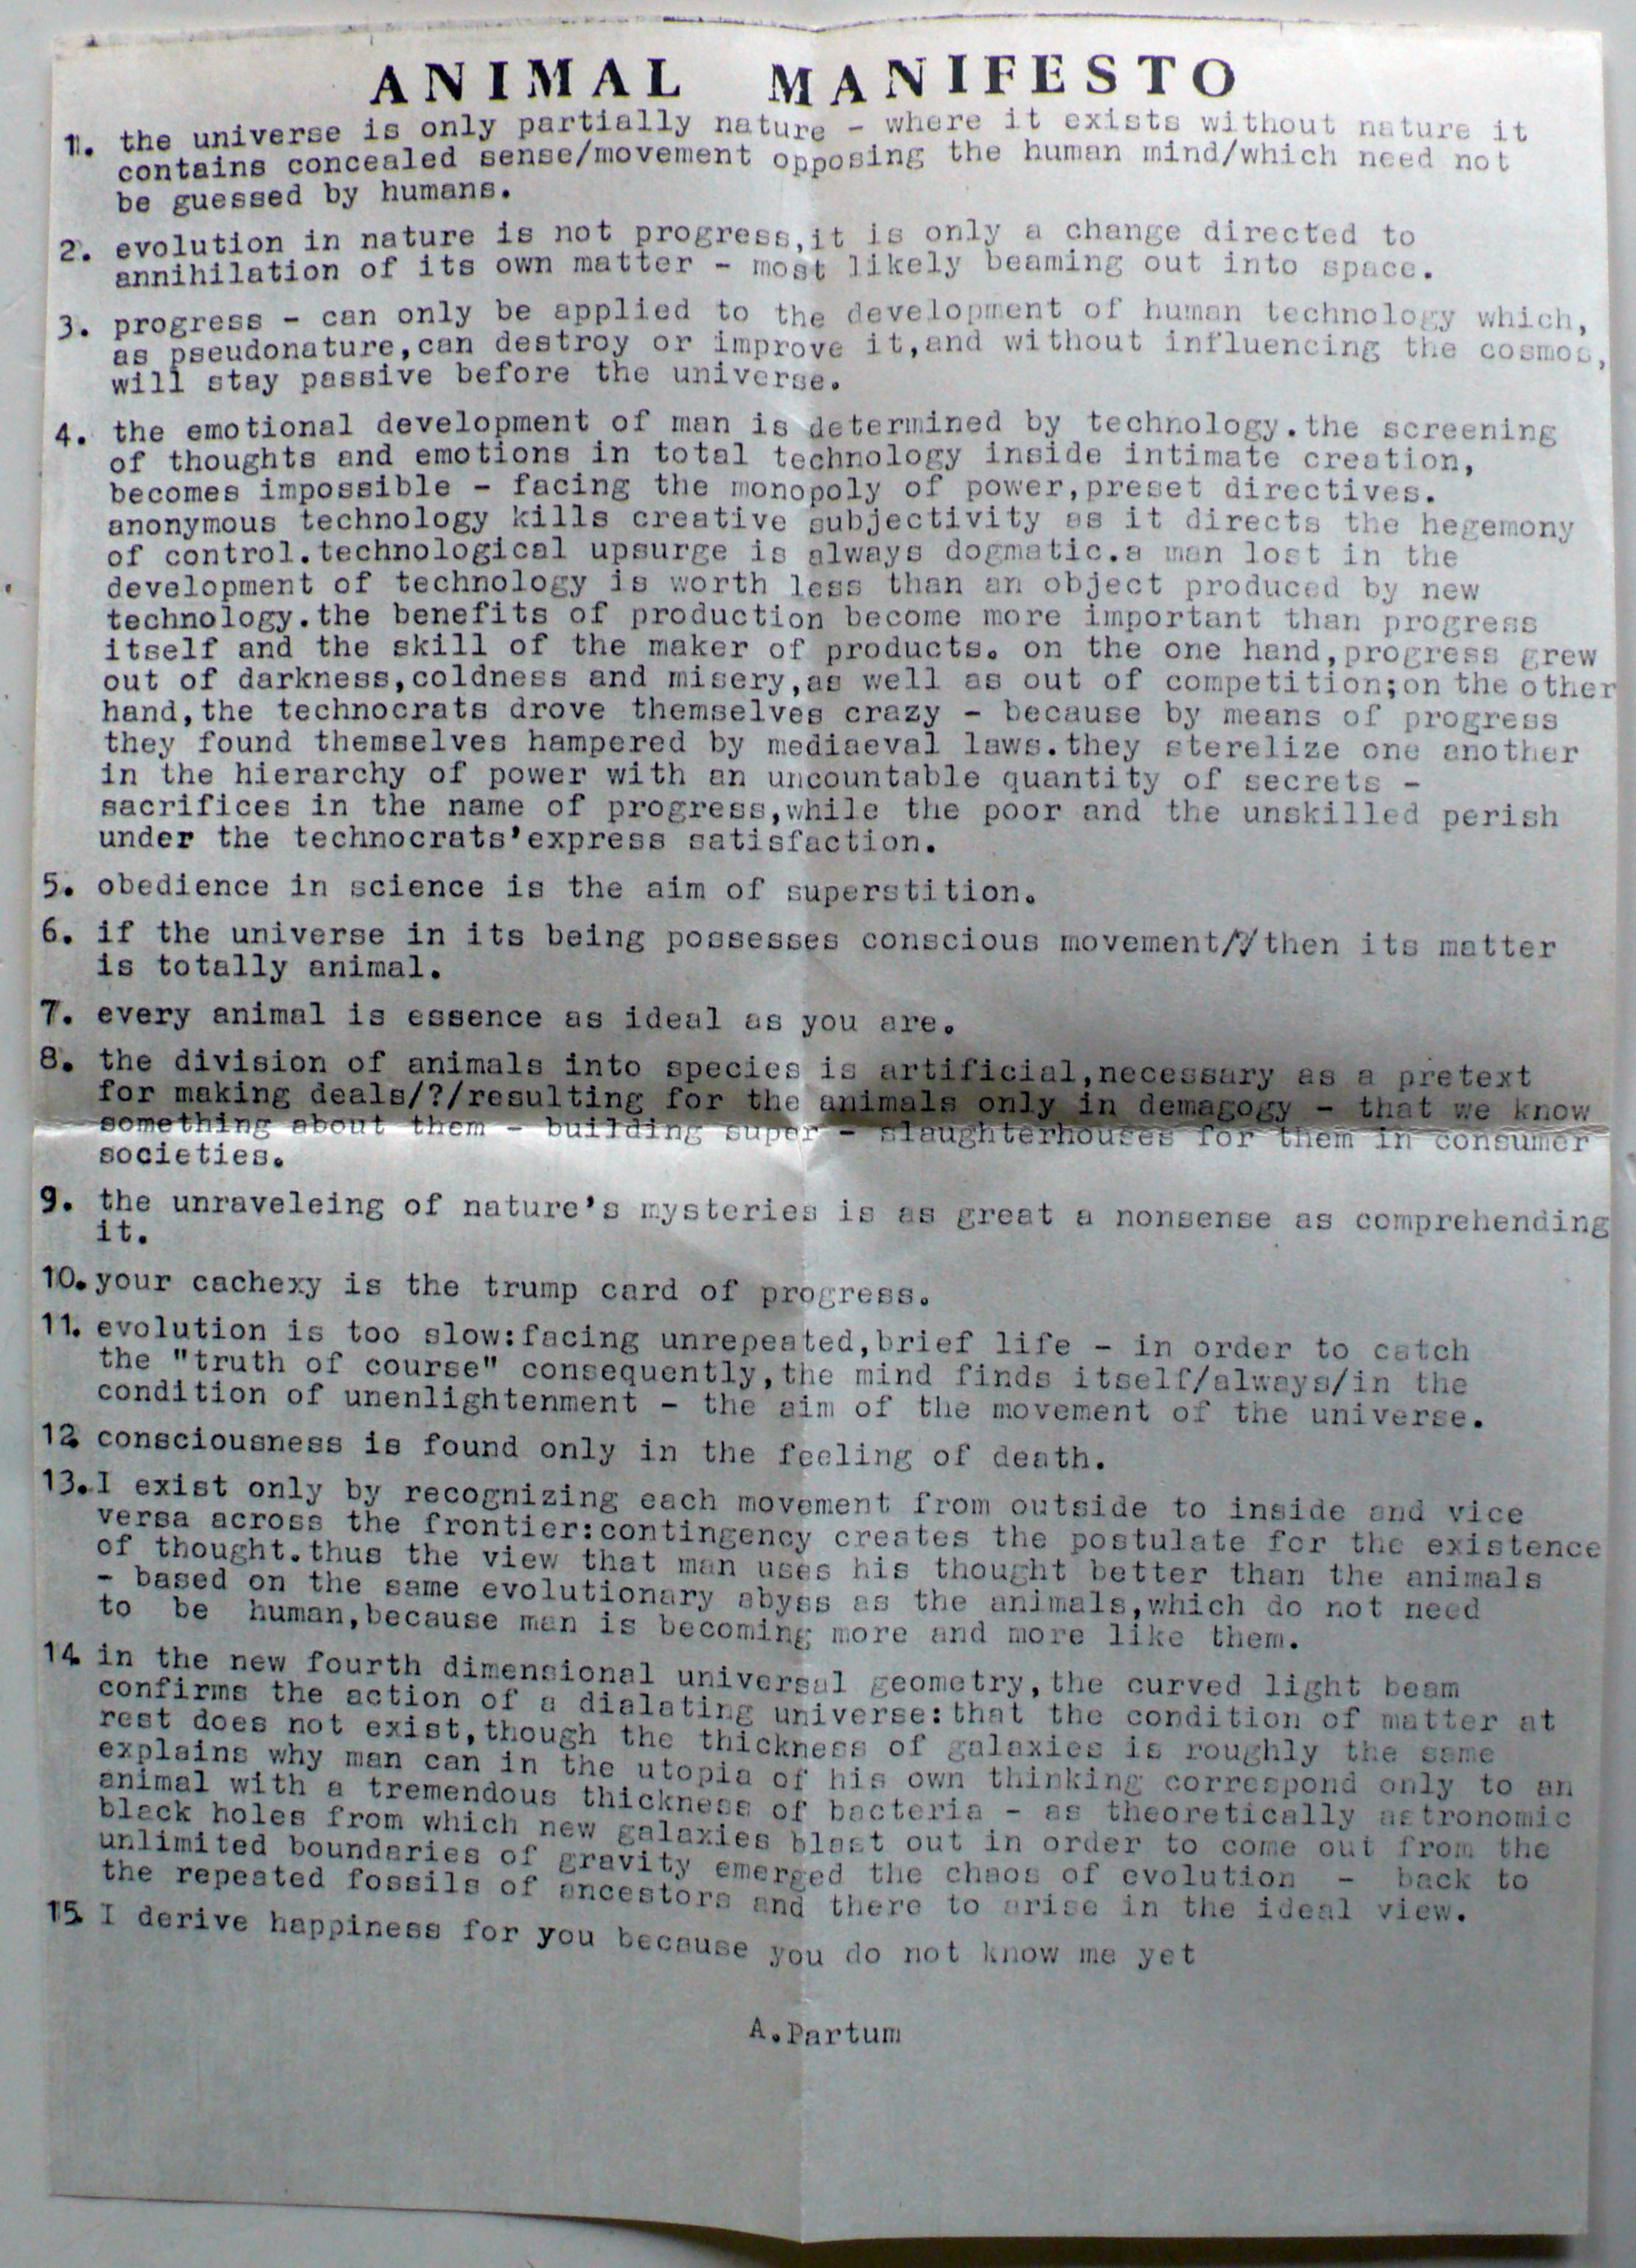 ANIMAL MANIFESTO
1. the universe is only partially nature - where it exists without nature it
contains concealed sense/movement opposing the human mind/which need not
be guessed by humans.
2. evolution in nature is not progress,it is only a change directed to
annihilation of its own matter - most likely beaming out into space.
3. progress - can only be applied to the development of human technology which,
as pseudonature,can destroy or improve it,and without influencing the cosmos,
will stay passive before the universe.
4. the emotional development of man is determined by technology.the screening
of thoughts and emotions in total technology inside intimate creation,
becomes impossible - facing the monopoly of power,preset directives.
anonymous technology kills creative subjectivity as it directs the hegemony
of control.technological upsurge is always dogmatic.a man lost in the
development of technology is worth less than an object produced by new
technology.the benefits of production become more important than progress
itself and the skill of the maker of products. on the one hand,progress grew
out of darkness,coldness and misery,as well as out of competition;on the other
hand,the technocrats drove themselves crazy - because by means of progress
they found themselves hampered by mediaeval laws.they sterelize one another
in the hierarchy of power with an uncountable quantity of secrets -
sacrifices in the name of progress,while the poor and the unskilled perish
under the technocrats'express satisfaction.
5. obedience in science is the aim of superstition.
6. if the universe in its being possesses conscious movement/?/then its matter
is totally animal.
7. every animal is essence as ideal as you are.
8. the division of animals into species is artificial,necessary as a pretext
for making deals/?/resulting for the animals only in demagogy - that we know
something about them - building super - slaughterhouses for them in consumer
societies.
9. the unraveleing of nature's mysteries is as great a nonsense as comprehending
it.
10. your cachexy is the trump card of progress.
11. evolution is too slow:facing unrepeated,brief life - in order to catch
the "truth of course" consequently,the mind finds itself/always/in the
condition of unenlightenment - the aim of the movement of the universe.
12. consciousness is found only in the feeling of death.
13. I exist only by recognizing each movement from outside to inside and vice
versa across the frontier:contingency creates the postulate for the existence
of thought.thus the view that man uses his thought better than the animals
- based on the same evolutionary abyss as the animals,which do not need
to be human,because man is becoming more and more like them.
14. in the new fourth dimensional universal geometry,the curved light beam
confirms the action of a dialating universe:that the condition of matter at
rest does not exist,though the thickness of galaxies is roughly the same
explains why man can in the utopia of his own thinking correspond only to an
animal with a tremendous thickness of bacteria - as theoretically astronomic
black holes from which new galaxies blast out in order to come out from the
unlimited boundaries of gravity emerged the chaos of evolution - back to
the repeated fossils of ancestors and there to arise in the ideal view.
15. I derive happiness for you because you do not know me yet
A.Partum